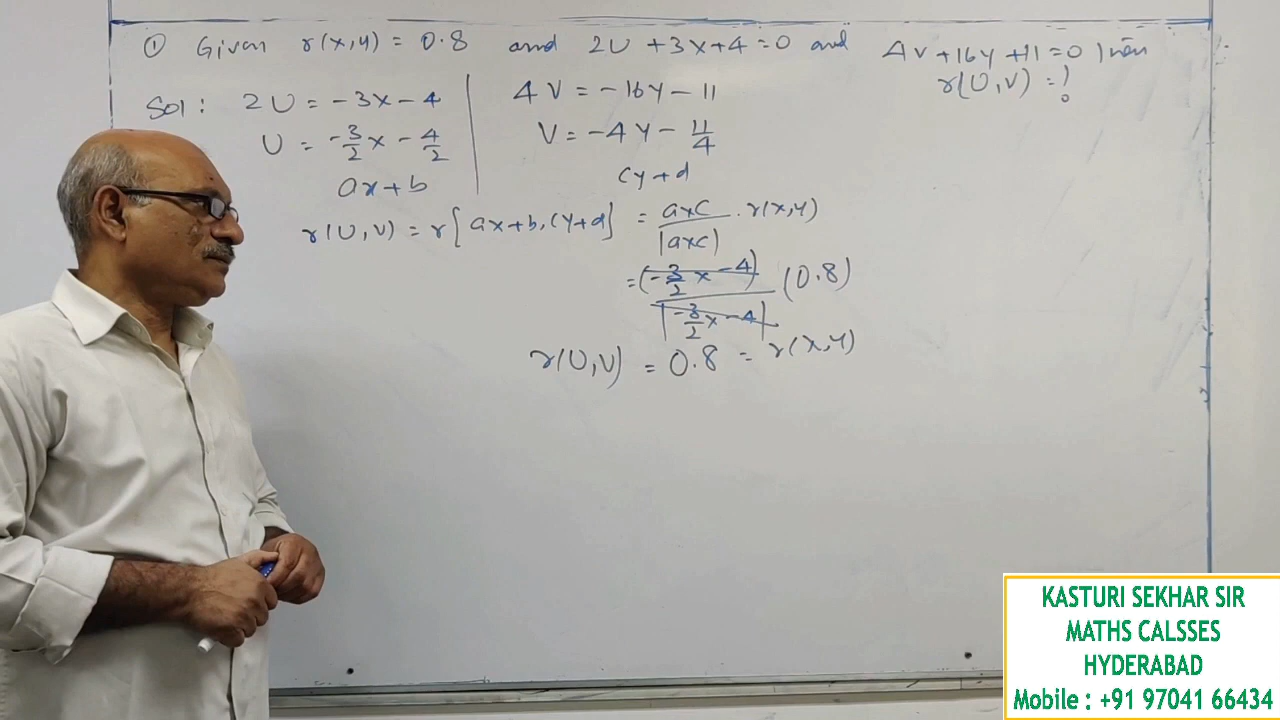 ① Given r(x,y) = 0.8 and 2U + 3x + 4 = 0 and 4V + 16y + 11 = 0 then
r(U,V) = ?
Sol : 2U = -3x - 4
U = -3/2 x - 4/2
ax + b
4V = -16y - 11
V = -4y - 11/4
cy + d
r(U,V) = r[ax+b, cy+d] = axc/|axc| . r(x,y)
= (-3/2 x -4)/|-3/2 x -4| (0.8)
r(U,V) = 0.8 = r(x,y)
KASTURI SEKHAR SIR
MATHS CALSSES
HYDERABAD
Mobile : +91 97041 66434